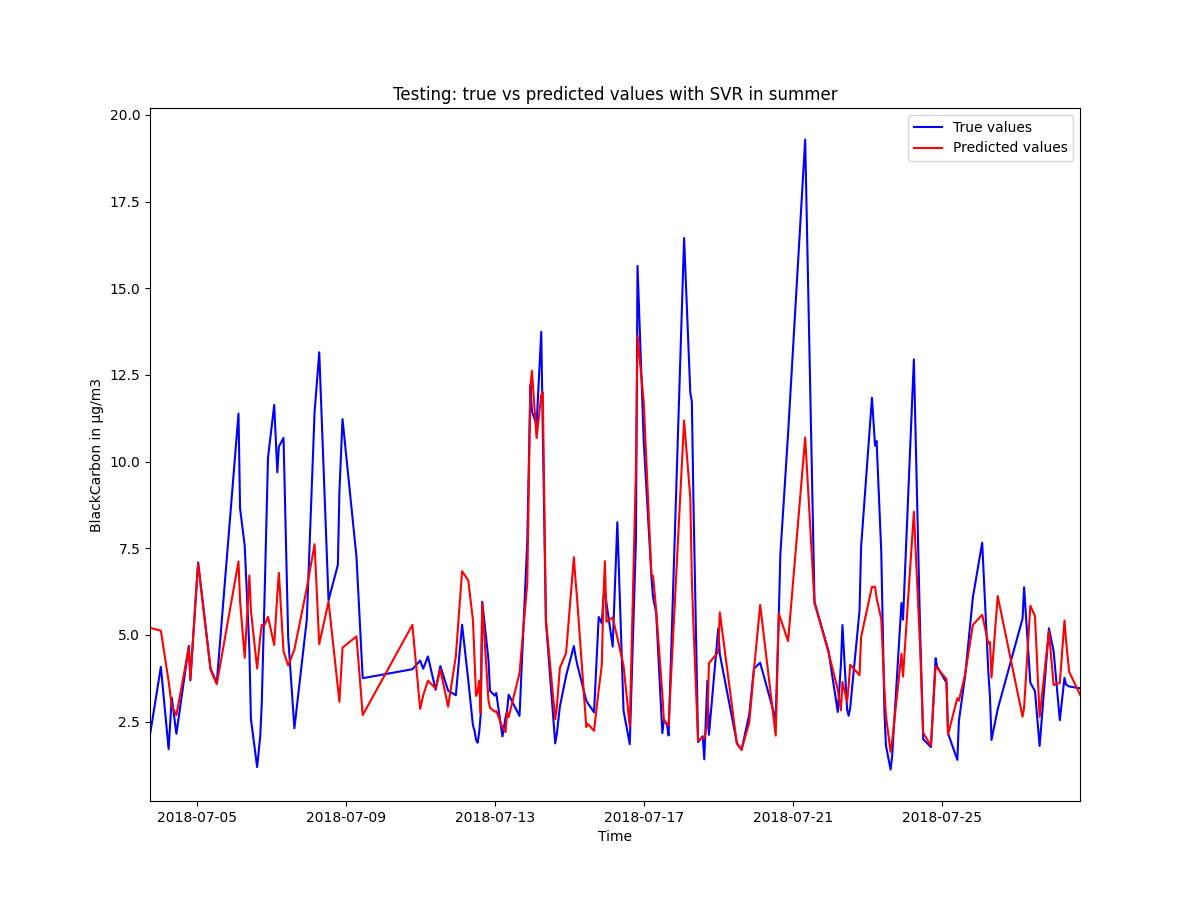 Testing: true vs predicted values with SVR in summer
True values
Predicted values
BlackCarbon in µg/m3
20.0
17.5
15.0
12.5
10.0
7.5
5.0
2.5
2018-07-05
2018-07-09
2018-07-13
2018-07-17
2018-07-21
2018-07-25
Time